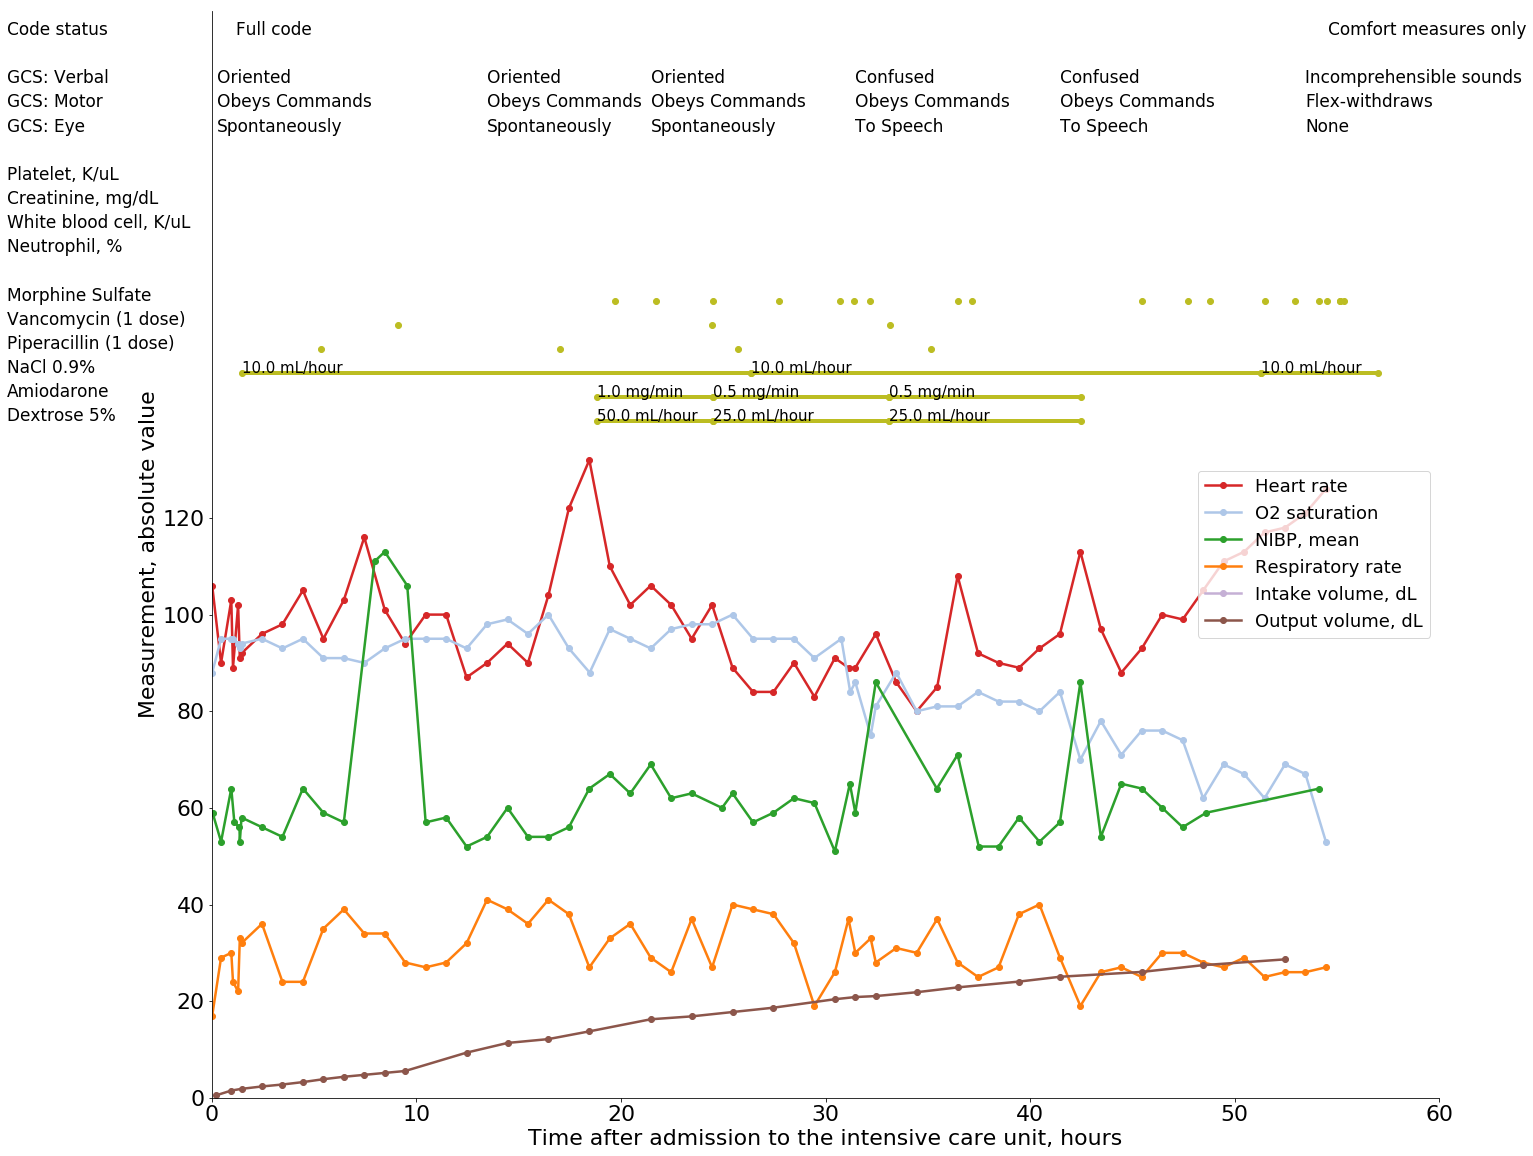 Code status Full code Comfort measures only
GCS: Verbal Oriented Oriented Oriented Confused Confused Incomprehensible sounds
GCS: Motor Obeys Commands Obeys Commands Obeys Commands Obeys Commands Obeys Commands Flex-withdraws
GCS: Eye Spontaneously Spontaneously Spontaneously To Speech To Speech None
Platelet, K/uL
Creatinine, mg/dL
White blood cell, K/uL
Neutrophil, %
Morphine Sulfate
Vancomycin (1 dose)
Piperacillin (1 dose)
NaCl 0.9% 10.0 mL/hour 10.0 mL/hour 10.0 mL/hour
Amiodarone 1.0 mg/min 0.5 mg/min 0.5 mg/min
Dextrose 5% 50.0 mL/hour 25.0 mL/hour 25.0 mL/hour
Measurement, absolute value
120
100
80
60
40
20
0
Heart rate
O2 saturation
NIBP, mean
Respiratory rate
Intake volume, dL
Output volume, dL
0 10 20 30 40 50 60
Time after admission to the intensive care unit, hours